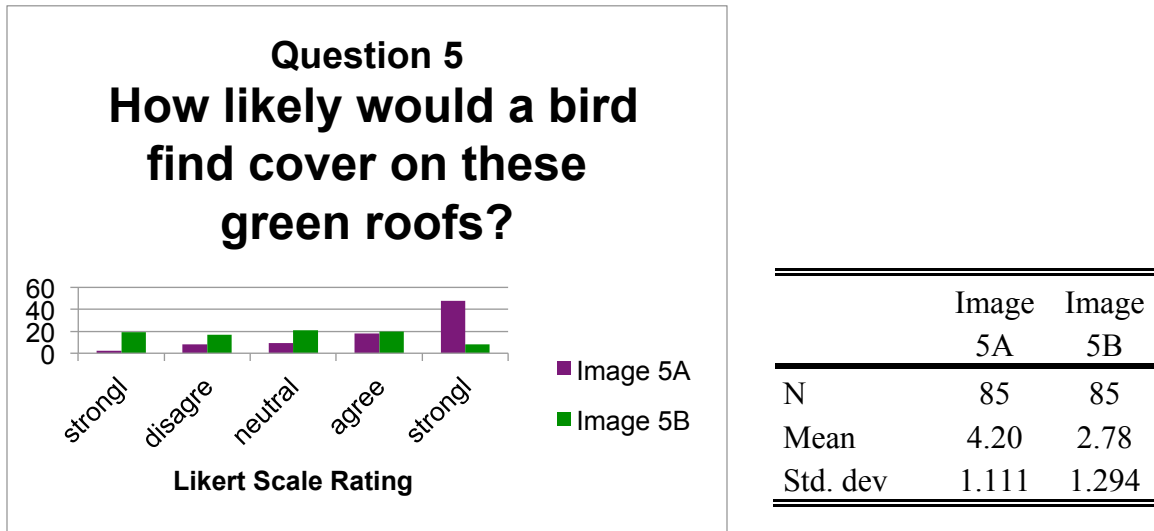 Question 5
How likely would a bird
find cover on these
green roofs?
60
40
20
0
strongl
disagre
neutral
agree
strongl
Image 5A
Image 5B
Likert Scale Rating
Image Image
5A 5B
N 85 85
Mean 4.20 2.78
Std. dev 1.111 1.294